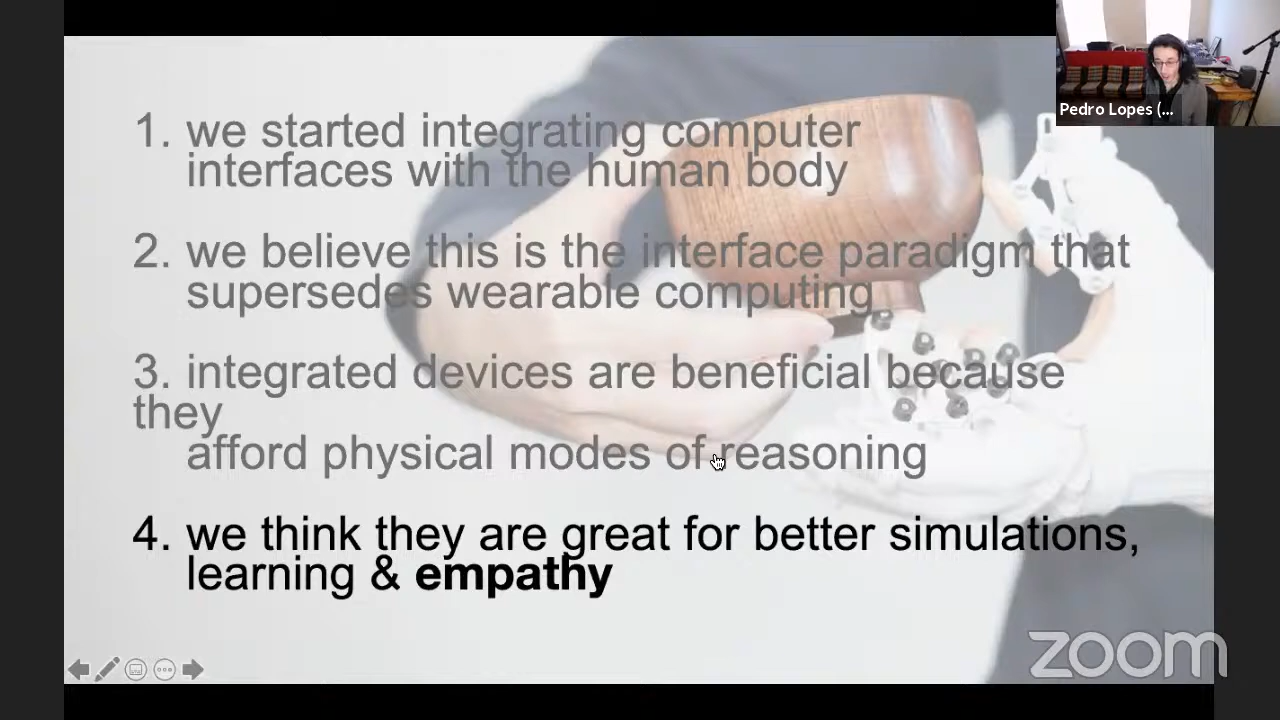 Pedro Lopes (...
1. we started integrating computer
interfaces with the human body
2. we believe this is the interface paradigm that
supersedes wearable computing
3. integrated devices are beneficial because
they
afford physical modes of reasoning
4. we think they are great for better simulations,
learning & empathy
zoom